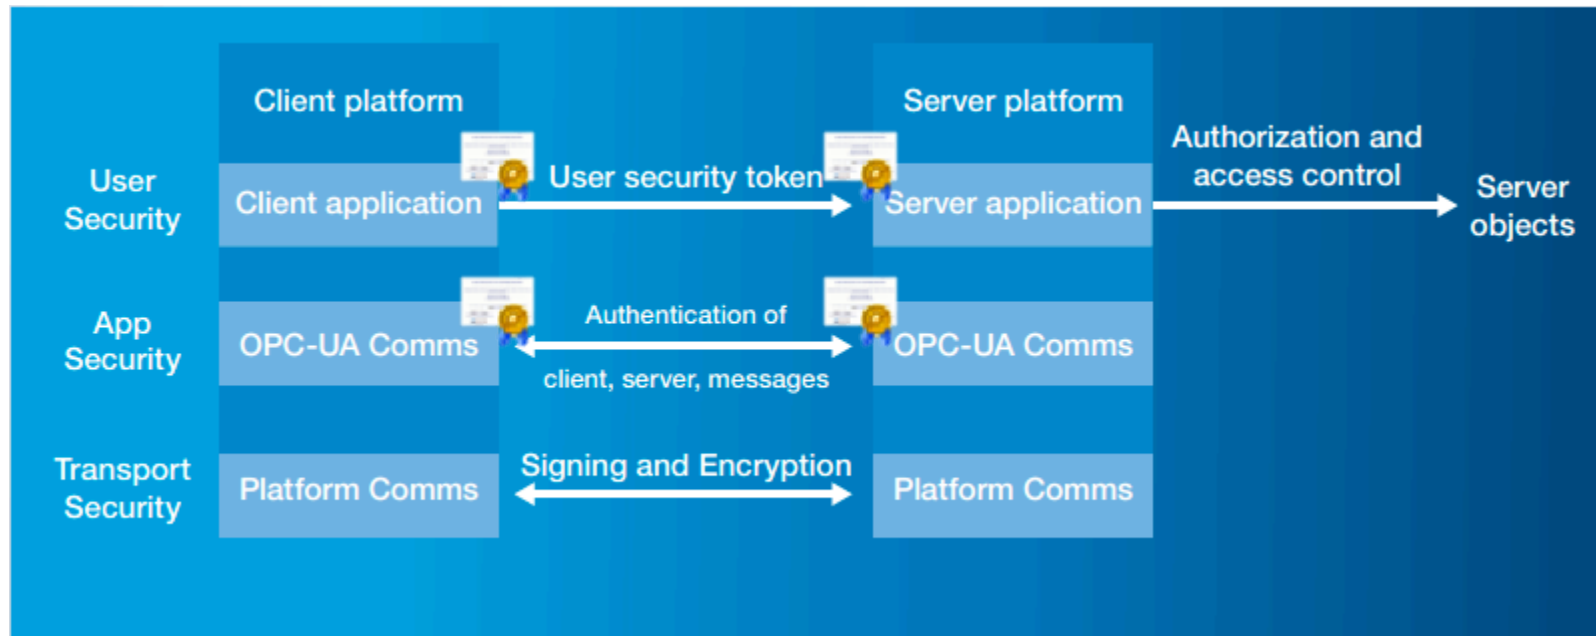 Client platform
Server platform
User
Security
Client application
User security token
Server application
Authorization and
access control
Server
objects
App
Security
OPC-UA Comms
Authentication of
client, server, messages
OPC-UA Comms
Transport
Security
Platform Comms
Signing and Encryption
Platform Comms